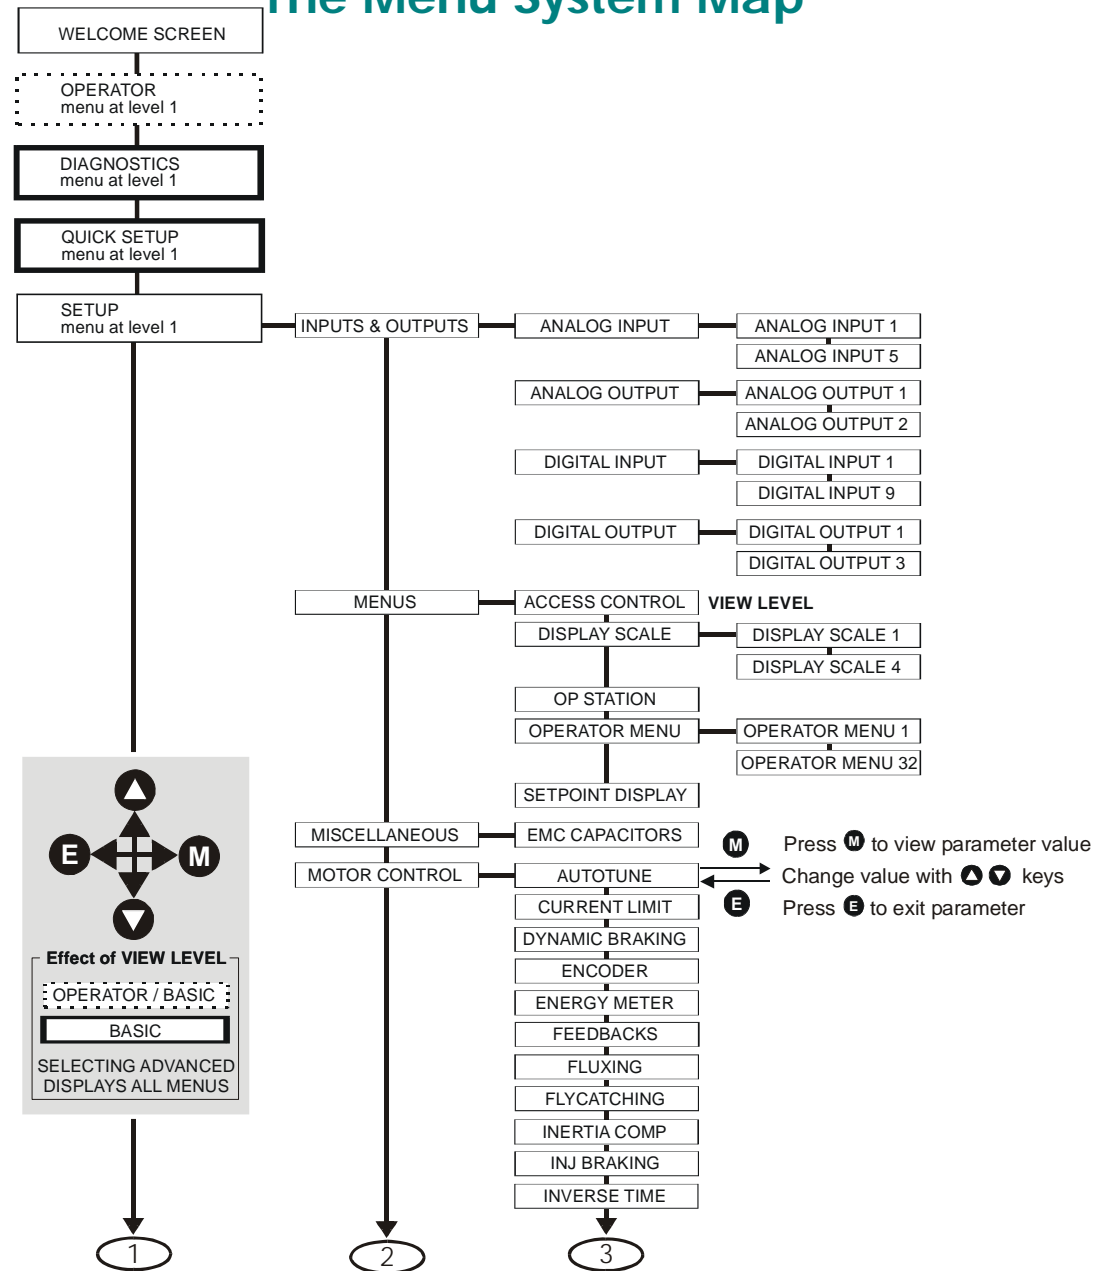 The Menu System Map
WELCOME SCREEN
OPERATOR
menu at level 1
DIAGNOSTICS
menu at level 1
QUICK SETUP
menu at level 1
SETUP
menu at level 1
INPUTS & OUTPUTS
ANALOG INPUT
ANALOG INPUT 1
ANALOG INPUT 5
ANALOG OUTPUT
ANALOG OUTPUT 1
ANALOG OUTPUT 2
DIGITAL INPUT
DIGITAL INPUT 1
DIGITAL INPUT 9
DIGITAL OUTPUT
DIGITAL OUTPUT 1
DIGITAL OUTPUT 3
MENUS
ACCESS CONTROL
VIEW LEVEL
DISPLAY SCALE
DISPLAY SCALE 1
DISPLAY SCALE 4
OP STATION
OPERATOR MENU
OPERATOR MENU 1
OPERATOR MENU 32
SETPOINT DISPLAY
MISCELLANEOUS
EMC CAPACITORS
MOTOR CONTROL
AUTOTUNE
M
Press M to view parameter value
Change value with keys
E
Press E to exit parameter
CURRENT LIMIT
DYNAMIC BRAKING
ENCODER
ENERGY METER
FEEDBACKS
FLUXING
FLYCATCHING
INERTIA COMP
INJ BRAKING
INVERSE TIME
E
M
Effect of VIEW LEVEL
OPERATOR / BASIC
BASIC
SELECTING ADVANCED
DISPLAYS ALL MENUS
1
2
3